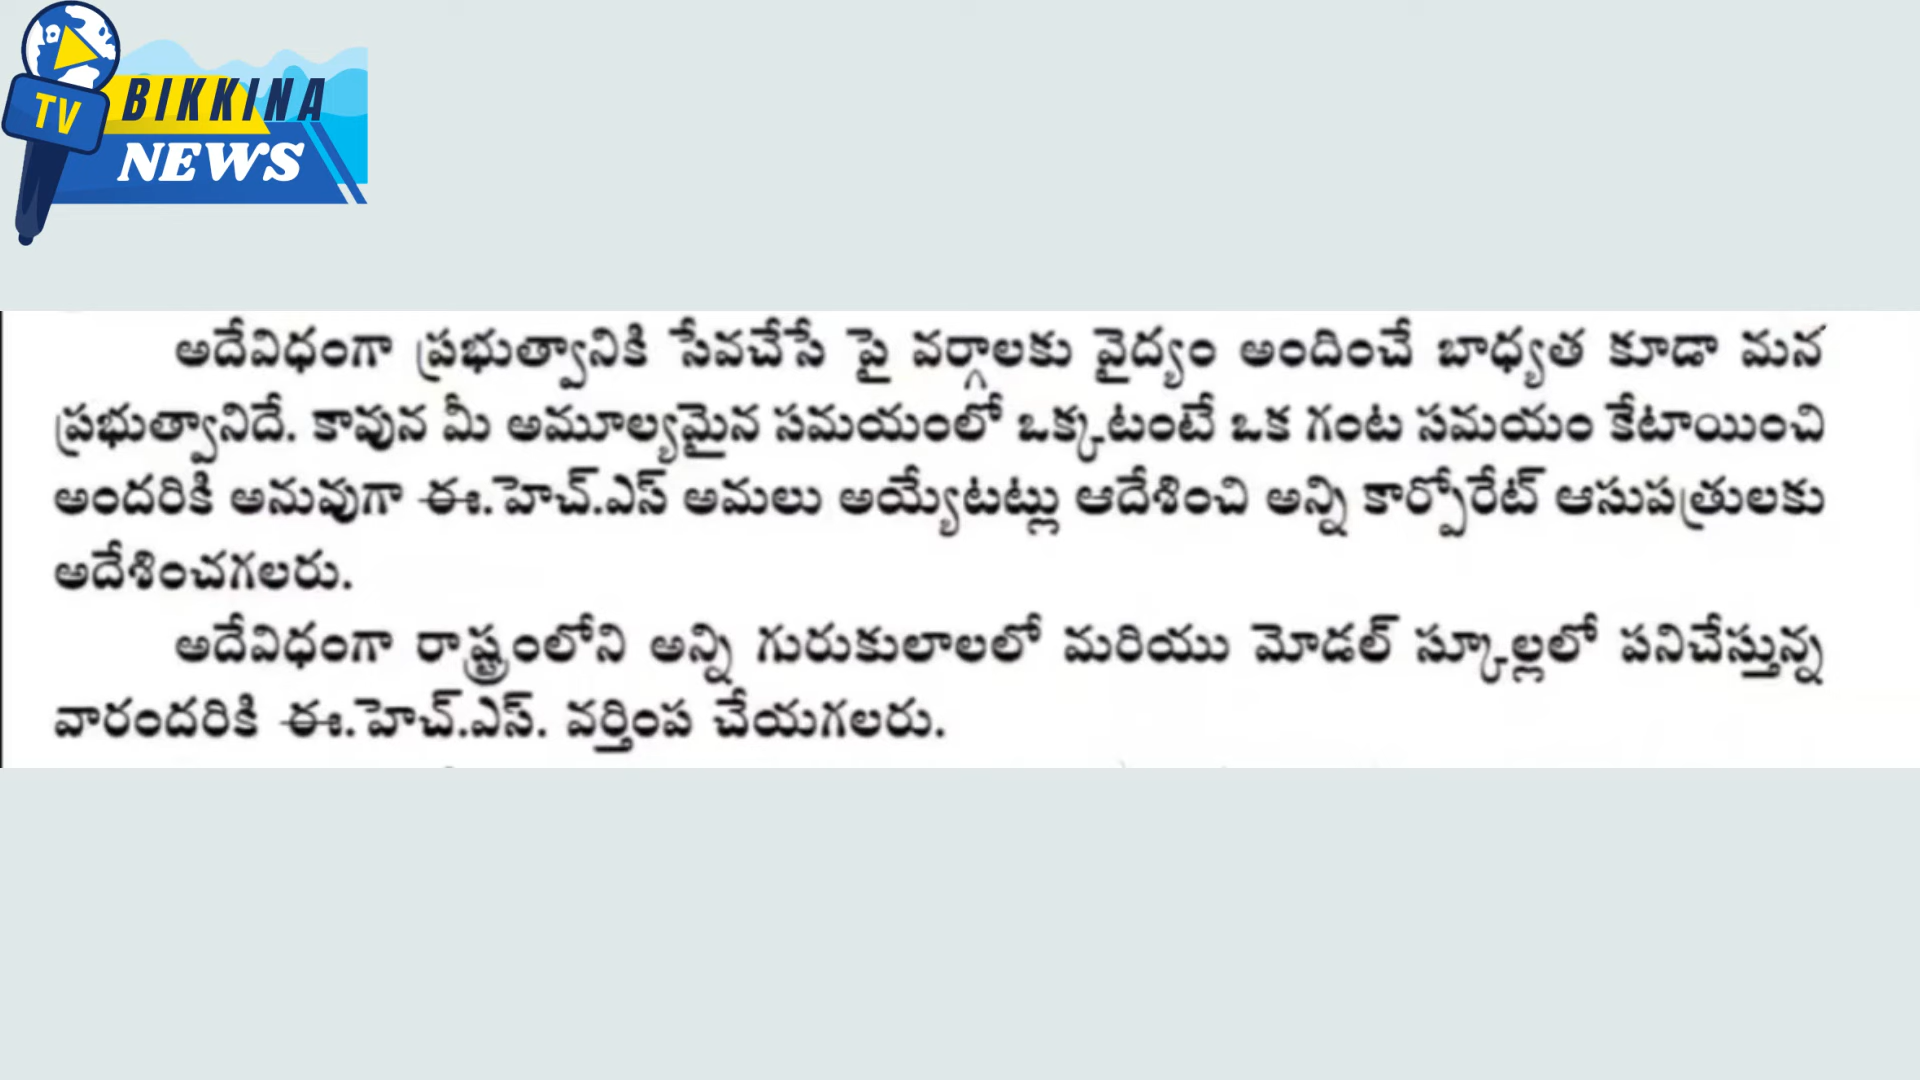 TV
BIKKINA
NEWS
అదేవిధంగా ప్రభుత్వానికి సేవచేసే పై వర్గాలకు వైద్యం అందించే బాధ్యత కూడా మన
ప్రభుత్వానిదే. కావున మీ అమూల్యమైన సమయంలో ఒక్కటంటే ఒక గంట సమయం కేటాయించి
అందరికి అనువుగా ఈ.హెచ్.ఎస్ అమలు అయ్యేటట్లు ఆదేశించి అన్ని కార్పోరేట్ ఆసుపత్రులకు
అదేశించగలరు.
అదేవిధంగా రాష్ట్రంలోని అన్ని గురుకులాలలో మరియు మోడల్ స్కూల్లలో పనిచేస్తున్న
వారందరికి ఈ.హెచ్.ఎస్. వర్తింప చేయగలరు.